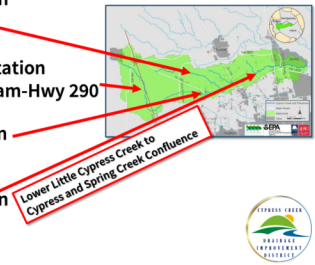 n
tation
am-Hwy 290
n
n
Lower Little Cypress Creek to
Cypress and Spring Creek Confluence
EPA
CYPRESS CREEK
DRAINAGE
IMPROVEMENT
DISTRICT